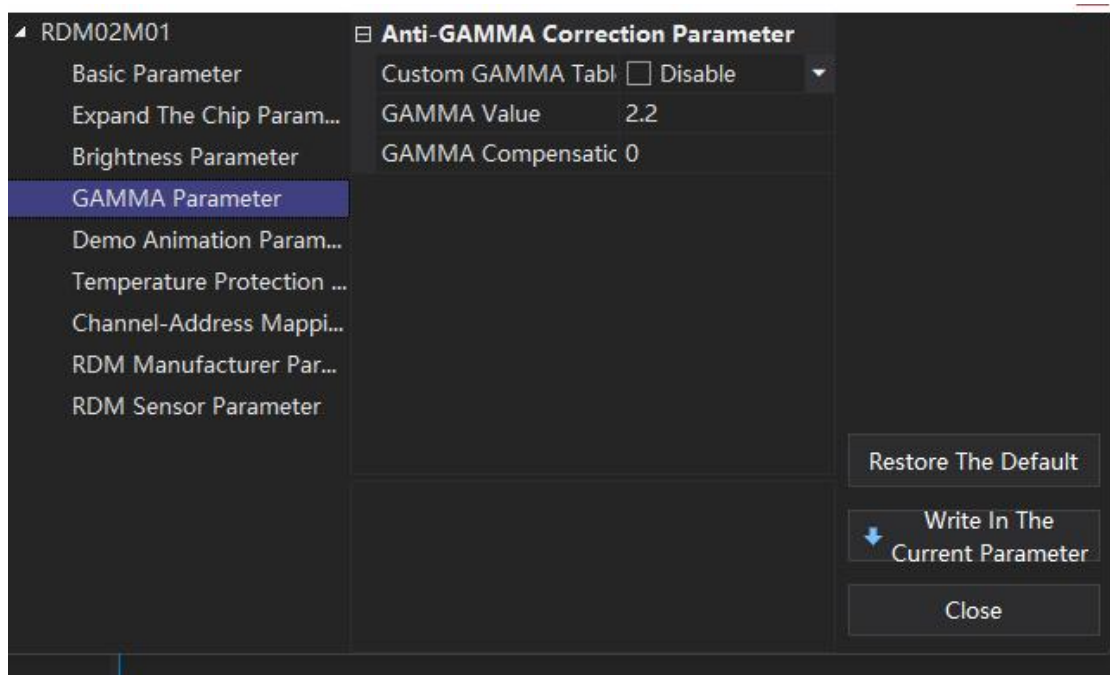 RDM02M01
Basic Parameter
Expand The Chip Param...
Brightness Parameter
GAMMA Parameter
Demo Animation Param...
Temperature Protection ...
Channel-Address Mappi...
RDM Manufacturer Par...
RDM Sensor Parameter
Anti-GAMMA Correction Parameter
Custom GAMMA Tabl Disable
GAMMA Value 2.2
GAMMA Compensatic 0
Restore The Default
Write In The
Current Parameter
Close